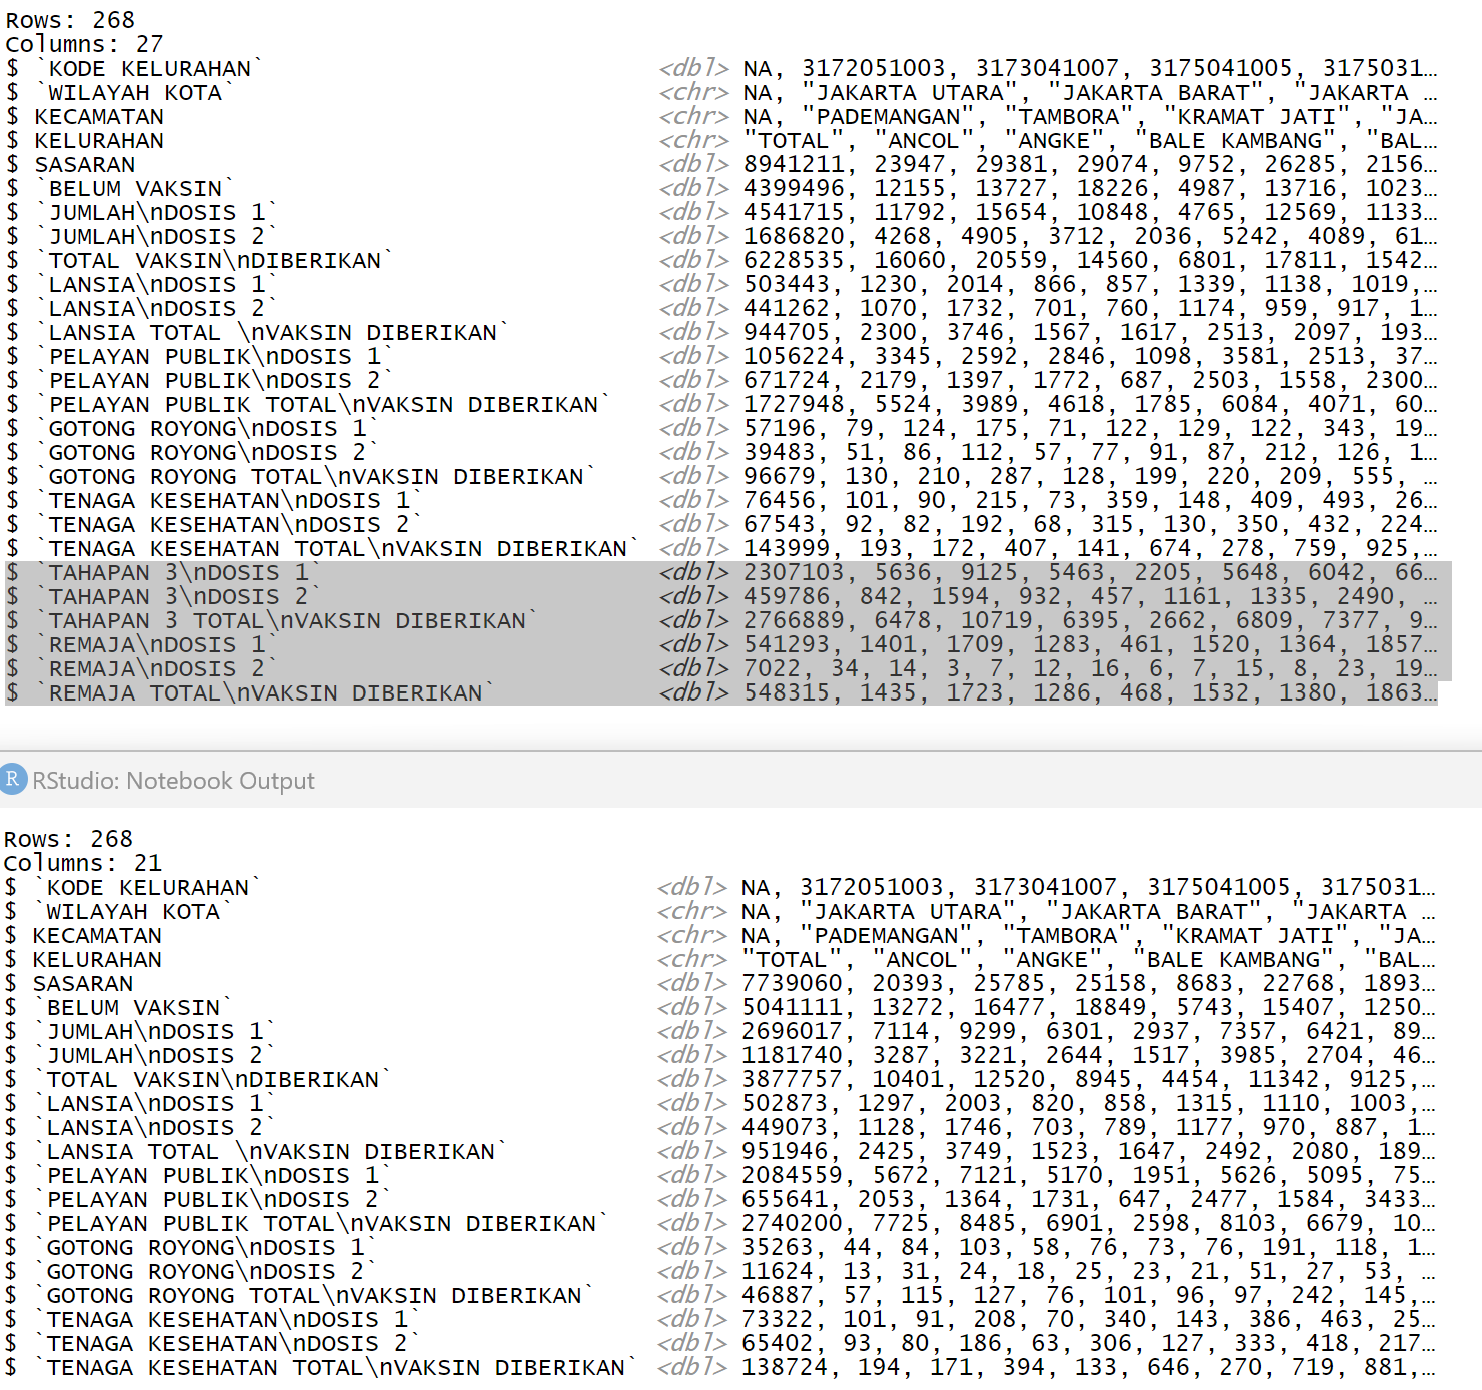 Rows: 268
Columns: 27
$ `KODE KELURAHAN` <dbl> NA, 3172051003, 3173041007, 3175041005, 3175031…
$ `WILAYAH KOTA` <chr> NA, "JAKARTA UTARA", "JAKARTA BARAT", "JAKARTA …
$ KECAMATAN <chr> NA, "PADEMANGAN", "TAMBORA", "KRAMAT JATI", "JA…
$ KELURAHAN <chr> "TOTAL", "ANCOL", "ANGKE", "BALE KAMBANG", "BAL…
$ SASARAN <dbl> 8941211, 23947, 29381, 29074, 9752, 26285, 2156…
$ `BELUM VAKSIN` <dbl> 4399496, 12155, 13727, 18226, 4987, 13716, 1023…
$ `JUMLAH\nDOSIS 1` <dbl> 4541715, 11792, 15654, 10848, 4765, 12569, 1133…
$ `JUMLAH\nDOSIS 2` <dbl> 1686820, 4268, 4905, 3712, 2036, 5242, 4089, 61…
$ `TOTAL VAKSIN\nDIBERIKAN` <dbl> 6228535, 16060, 20559, 14560, 6801, 17811, 1542…
$ `LANSIA\nDOSIS 1` <dbl> 503443, 1230, 2014, 866, 857, 1339, 1138, 1019,…
$ `LANSIA\nDOSIS 2` <dbl> 441262, 1070, 1732, 701, 760, 1174, 959, 917, 1…
$ `LANSIA TOTAL \nVAKSIN DIBERIKAN` <dbl> 944705, 2300, 3746, 1567, 1617, 2513, 2097, 193…
$ `PELAYAN PUBLIK\nDOSIS 1` <dbl> 1056224, 3345, 2592, 2846, 1098, 3581, 2513, 37…
$ `PELAYAN PUBLIK\nDOSIS 2` <dbl> 671724, 2179, 1397, 1772, 687, 2503, 1558, 2300…
$ `PELAYAN PUBLIK TOTAL\nVAKSIN DIBERIKAN` <dbl> 1727948, 5524, 3989, 4618, 1785, 6084, 4071, 60…
$ `GOTONG ROYONG\nDOSIS 1` <dbl> 57196, 79, 124, 175, 71, 122, 129, 122, 343, 19…
$ `GOTONG ROYONG\nDOSIS 2` <dbl> 39483, 51, 86, 112, 57, 77, 91, 87, 212, 126, 1…
$ `GOTONG ROYONG TOTAL\nVAKSIN DIBERIKAN` <dbl> 96679, 130, 210, 287, 128, 199, 220, 209, 555, …
$ `TENAGA KESEHATAN\nDOSIS 1` <dbl> 76456, 101, 90, 215, 73, 359, 148, 409, 493, 26…
$ `TENAGA KESEHATAN\nDOSIS 2` <dbl> 67543, 92, 82, 192, 68, 315, 130, 350, 432, 224…
$ `TENAGA KESEHATAN TOTAL\nVAKSIN DIBERIKAN` <dbl> 143999, 193, 172, 407, 141, 674, 278, 759, 925,…
$ `TAHAPAN 3\nDOSIS 1` <dbl> 2307103, 5636, 9125, 5463, 2205, 5648, 6042, 66…
$ `TAHAPAN 3\nDOSIS 2` <dbl> 459786, 842, 1594, 932, 457, 1161, 1335, 2490, …
$ `TAHAPAN 3 TOTAL\nVAKSIN DIBERIKAN` <dbl> 2766889, 6478, 10719, 6395, 2662, 6809, 7377, 9…
$ `REMAJA\nDOSIS 1` <dbl> 541293, 1401, 1709, 1283, 461, 1520, 1364, 1857…
$ `REMAJA\nDOSIS 2` <dbl> 7022, 34, 14, 3, 7, 12, 16, 6, 7, 15, 8, 23, 19…
$ `REMAJA TOTAL\nVAKSIN DIBERIKAN` <dbl> 548315, 1435, 1723, 1286, 468, 1532, 1380, 1863…
R RStudio: Notebook Output
Rows: 268
Columns: 21
$ `KODE KELURAHAN` <dbl> NA, 3172051003, 3173041007, 3175041005, 3175031…
$ `WILAYAH KOTA` <chr> NA, "JAKARTA UTARA", "JAKARTA BARAT", "JAKARTA …
$ KECAMATAN <chr> NA, "PADEMANGAN", "TAMBORA", "KRAMAT JATI", "JA…
$ KELURAHAN <chr> "TOTAL", "ANCOL", "ANGKE", "BALE KAMBANG", "BAL…
$ SASARAN <dbl> 7739060, 20393, 25785, 25158, 8683, 22768, 1893…
$ `BELUM VAKSIN` <dbl> 5041111, 13272, 16477, 18849, 5743, 15407, 1250…
$ `JUMLAH\nDOSIS 1` <dbl> 2696017, 7114, 9299, 6301, 2937, 7357, 6421, 89…
$ `JUMLAH\nDOSIS 2` <dbl> 1181740, 3287, 3221, 2644, 1517, 3985, 2704, 46…
$ `TOTAL VAKSIN\nDIBERIKAN` <dbl> 3877757, 10401, 12520, 8945, 4454, 11342, 9125,…
$ `LANSIA\nDOSIS 1` <dbl> 502873, 1297, 2003, 820, 858, 1315, 1110, 1003,…
$ `LANSIA\nDOSIS 2` <dbl> 449073, 1128, 1746, 703, 789, 1177, 970, 887, 1…
$ `LANSIA TOTAL \nVAKSIN DIBERIKAN` <dbl> 951946, 2425, 3749, 1523, 1647, 2492, 2080, 189…
$ `PELAYAN PUBLIK\nDOSIS 1` <dbl> 2084559, 5672, 7121, 5170, 1951, 5626, 5095, 75…
$ `PELAYAN PUBLIK\nDOSIS 2` <dbl> 655641, 2053, 1364, 1731, 647, 2477, 1584, 3433…
$ `PELAYAN PUBLIK TOTAL\nVAKSIN DIBERIKAN` <dbl> 2740200, 7725, 8485, 6901, 2598, 8103, 6679, 10…
$ `GOTONG ROYONG\nDOSIS 1` <dbl> 35263, 44, 84, 103, 58, 76, 73, 76, 191, 118, 1…
$ `GOTONG ROYONG\nDOSIS 2` <dbl> 11624, 13, 31, 24, 18, 25, 23, 21, 51, 27, 53, …
$ `GOTONG ROYONG TOTAL\nVAKSIN DIBERIKAN` <dbl> 46887, 57, 115, 127, 76, 101, 96, 97, 242, 145,…
$ `TENAGA KESEHATAN\nDOSIS 1` <dbl> 73322, 101, 91, 208, 70, 340, 143, 386, 463, 25…
$ `TENAGA KESEHATAN\nDOSIS 2` <dbl> 65402, 93, 80, 186, 63, 306, 127, 333, 418, 217…
$ `TENAGA KESEHATAN TOTAL\nVAKSIN DIBERIKAN` <dbl> 138724, 194, 171, 394, 133, 646, 270, 719, 881,…